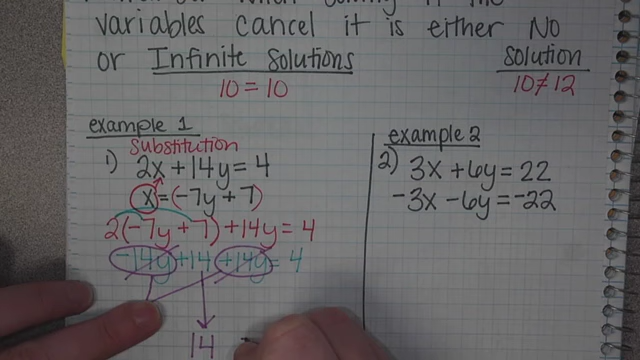 variables cancel it is either No
or Infinite Solutions
Solution
10 = 10
10 ≠ 12
example 1
Substitution
1) 2x + 14y = 4
x = (-7y + 7)
2(-7y + 7) + 14y = 4
-14y + 14 + 14y = 4
14
example 2
2) 3x + 6y = 22
-3x - 6y = -22